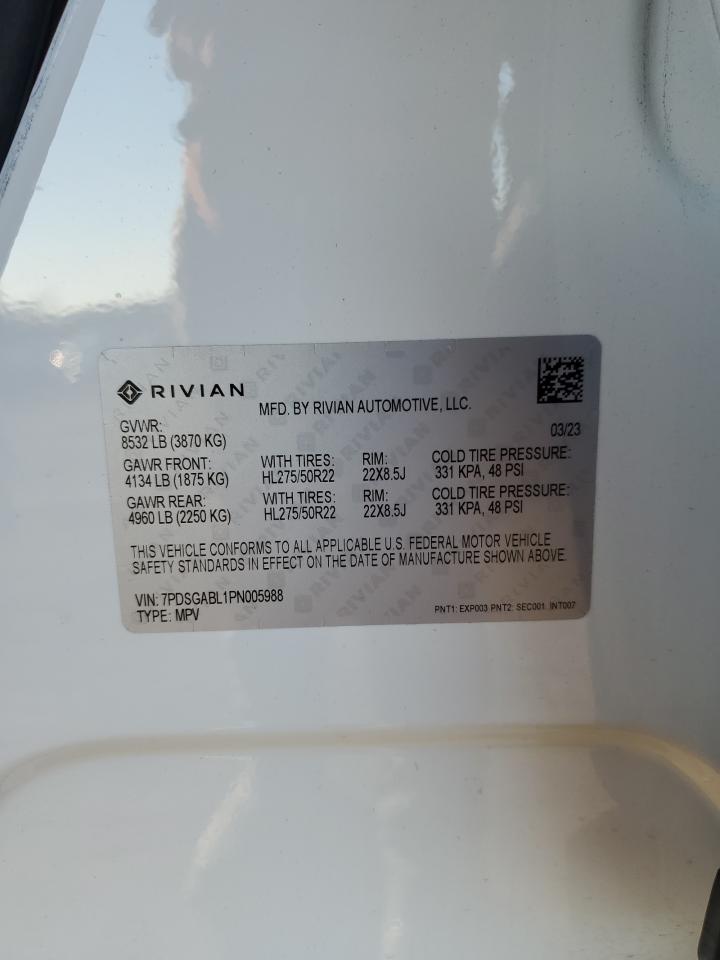 RIVIAN
MFD. BY RIVIAN AUTOMOTIVE, LLC.
GVWR:
8532 LB (3870 KG)
03/23
GAWR FRONT: WITH TIRES: RIM: COLD TIRE PRESSURE:
4134 LB (1875 KG) HL275/50R22 22X8.5J 331 KPA, 48 PSI
GAWR REAR: WITH TIRES: RIM: COLD TIRE PRESSURE:
4960 LB (2250 KG) HL275/50R22 22X8.5J 331 KPA, 48 PSI
THIS VEHICLE CONFORMS TO ALL APPLICABLE U.S. FEDERAL MOTOR VEHICLE
SAFETY STANDARDS IN EFFECT ON THE DATE OF MANUFACTURE SHOWN ABOVE.
VIN: 7PDSGABL1PN005988
TYPE: MPV
PNT1: EXP003 PNT2: SEC001 INT007